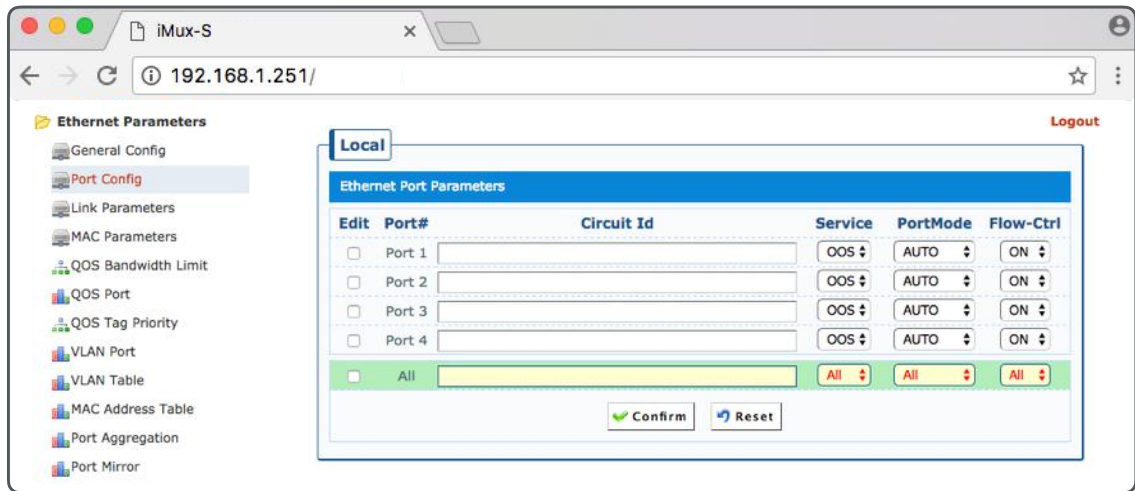 iMux-S
192.168.1.251/
Ethernet Parameters
General Config
Port Config
Link Parameters
MAC Parameters
QOS Bandwidth Limit
QOS Port
QOS Tag Priority
VLAN Port
VLAN Table
MAC Address Table
Port Aggregation
Port Mirror
Logout
Local
Ethernet Port Parameters
Edit Port# Circuit Id Service PortMode Flow-Ctrl
Port 1 OOS AUTO ON
Port 2 OOS AUTO ON
Port 3 OOS AUTO ON
Port 4 OOS AUTO ON
All All All All
Confirm Reset